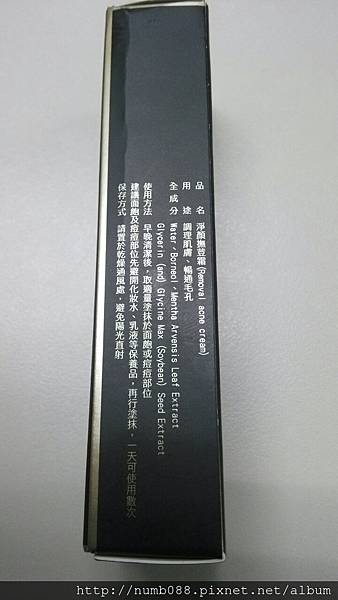 品　名 淨顏撫荳霜(Removal acne cream)
用　途 調理肌膚、暢通毛孔
全成分 Water、Borneol、Mentha Arvensis Leaf Extract
Glycerin (and) Glycine Max (Soybean) Seed Extract
使用方法 早晚清潔後，取適量塗抹於面皰或痘痘部位
建議面皰及痘痘部位先避開化妝水、乳液等保養品，再行塗抹，一天可使用數次
保存方式 請置於乾燥通風處，避免陽光直射
http://numb088.pixnet.net/album